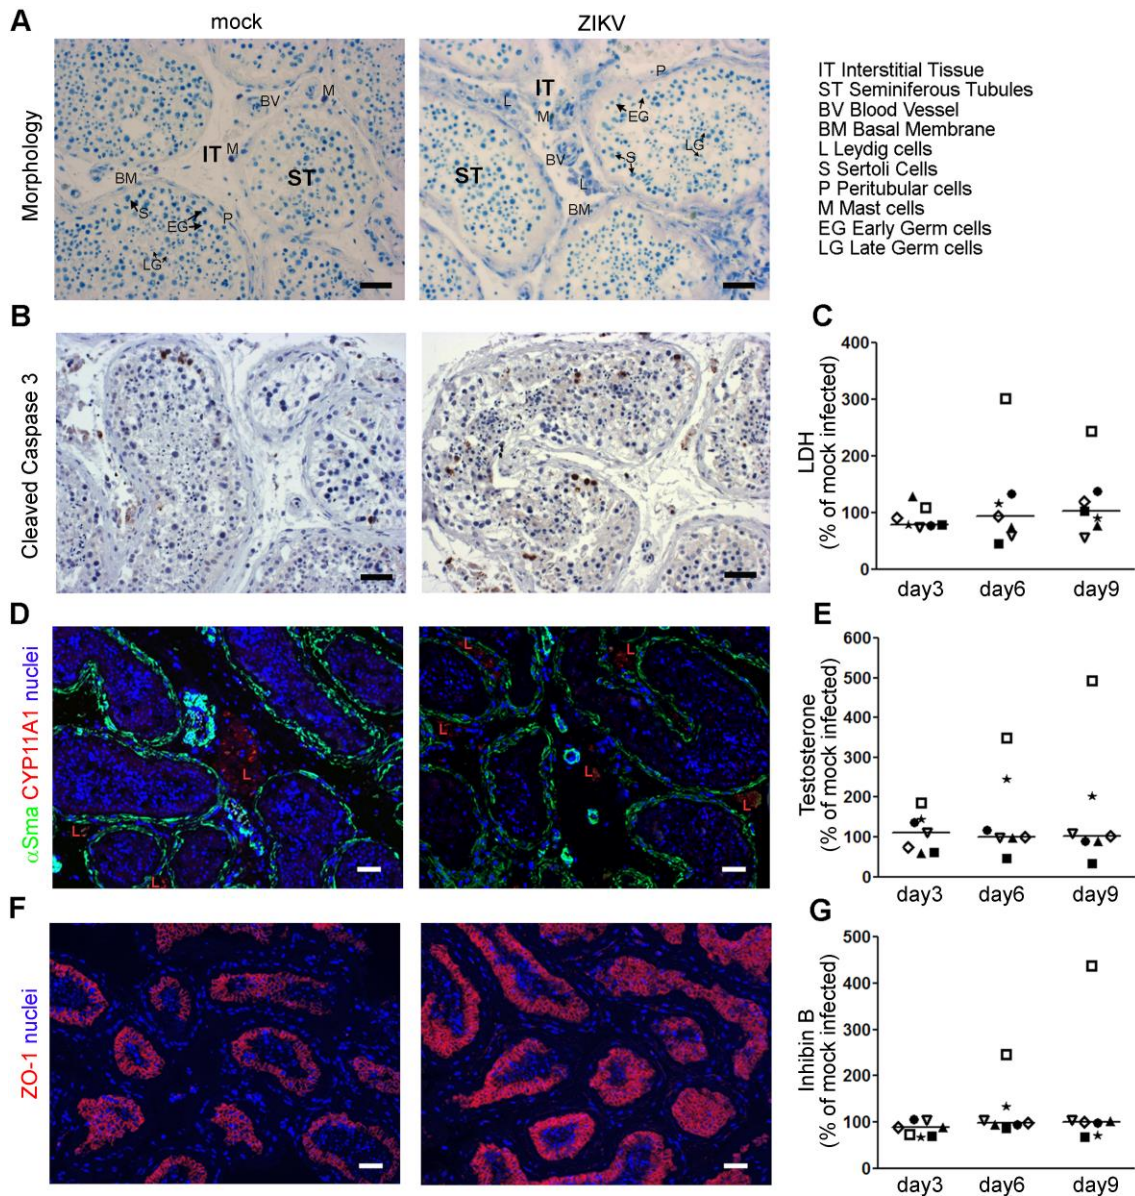 A
mock
ZIKV
Morphology
BV
M
M
IT
ST
BM
S
P
EG
LG
P
IT
L
M
EG
LG
BV
S
ST
L
BM
IT Interstitial Tissue
ST Seminiferous Tubules
BV Blood Vessel
BM Basal Membrane
L Leydig cells
S Sertoli Cells
P Peritubular cells
M Mast cells
EG Early Germ cells
LG Late Germ cells
B
Cleaved Caspase 3
C
LDH
(% of mock infected)
400
300
200
100
0
day3 day6 day9
D
αSma CYP11A1 nuclei
L
L
L
L
L
L
L
L
E
Testosterone
(% of mock infected)
600
500
400
300
200
100
0
day3 day6 day9
F
ZO-1 nuclei
G
Inhibin B
(% of mock infected)
500
400
300
200
100
0
day3 day6 day9